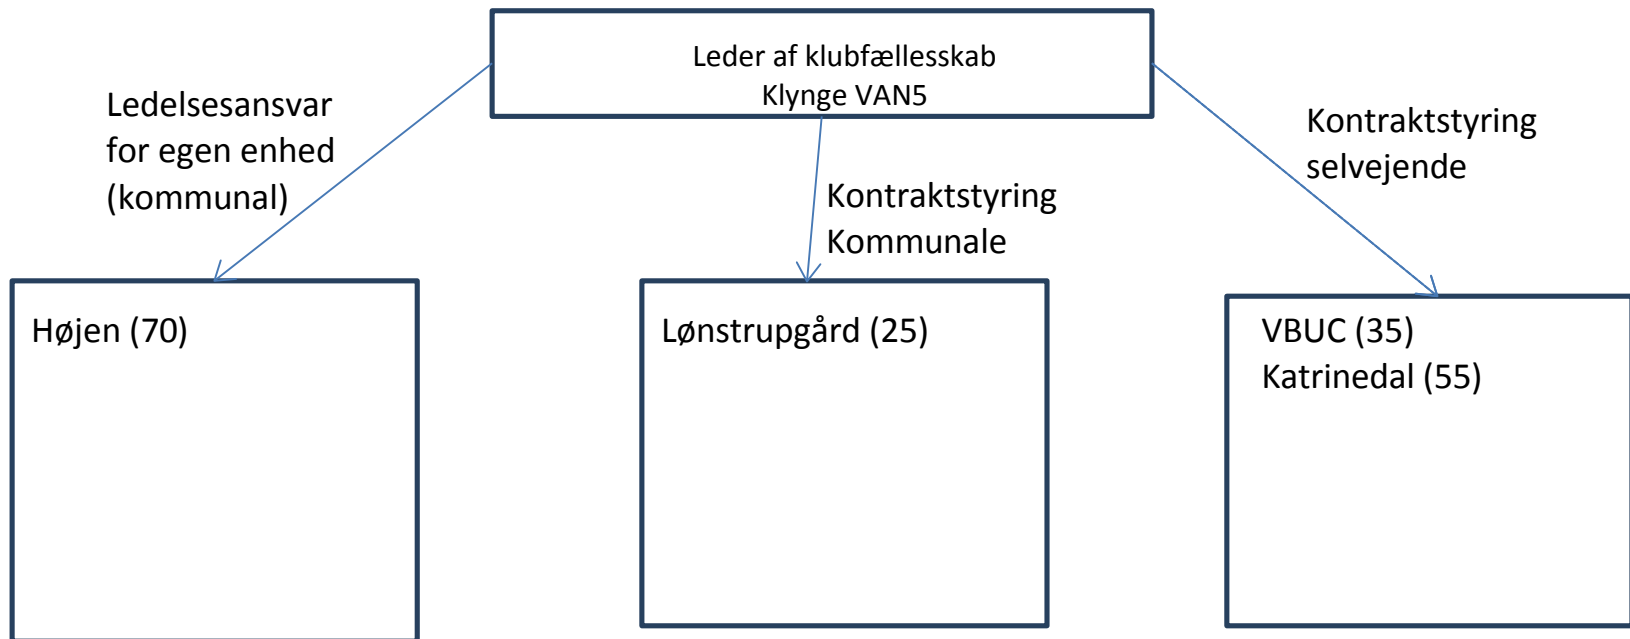 Leder af klubfællesskab
Klynge VAN5
Ledelsesansvar
for egen enhed
(kommunal)
Kontraktstyring
Kommunale
Kontraktstyring
selvejende
Højen (70)
Lønstrupgård (25)
VBUC (35)
Katrinedal (55)